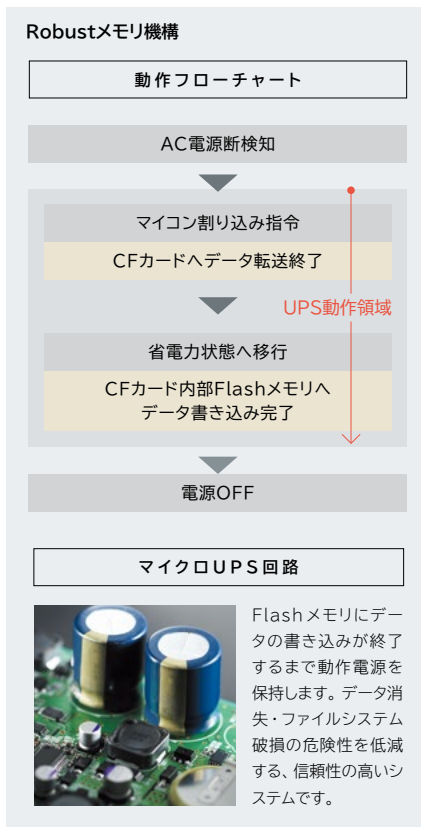 Robustメモリ機構
動作フローチャート
AC電源断検知
マイコン割り込み指令
CFカードへデータ転送終了
UPS動作領域
省電力状態へ移行
CFカード内部Flashメモリへ
データ書き込み完了
電源OFF
マイクロUPS回路
Flashメモリにデー
タの書き込みが終了
するまで動作電源を
保持します。データ消
失・ファイルシステム
破損の危険性を低減
する、信頼性の高いシ
ステムです。